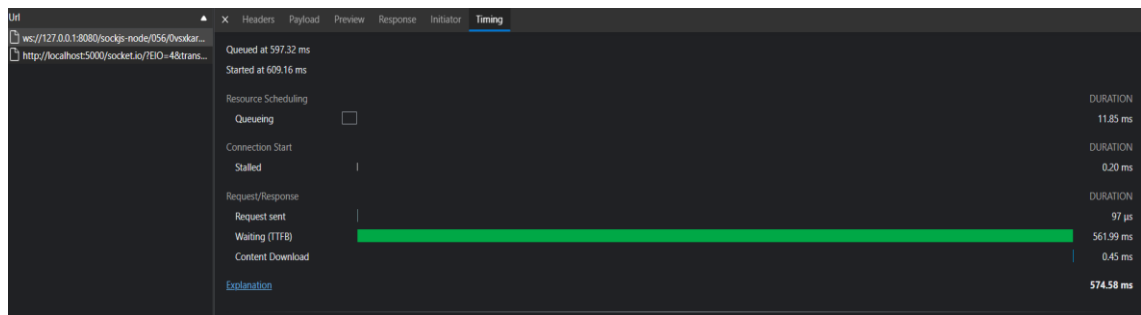 Url ▲
ws://127.0.0.1:8080/sockjs-node/056/0vsxkar...
http://localhost:5000/socket.io/?EIO=4&trans...
× Headers Payload Preview Response Initiator Timing
Queued at 597.32 ms
Started at 609.16 ms
Resource Scheduling DURATION
Queueing 11.85 ms
Connection Start DURATION
Stalled 0.20 ms
Request/Response DURATION
Request sent 97 µs
Waiting (TTFB) 561.99 ms
Content Download 0.45 ms
Explanation 574.58 ms